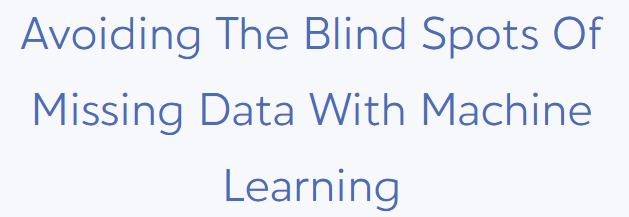 Avoiding The Blind Spots Of
Missing Data With Machine
Learning